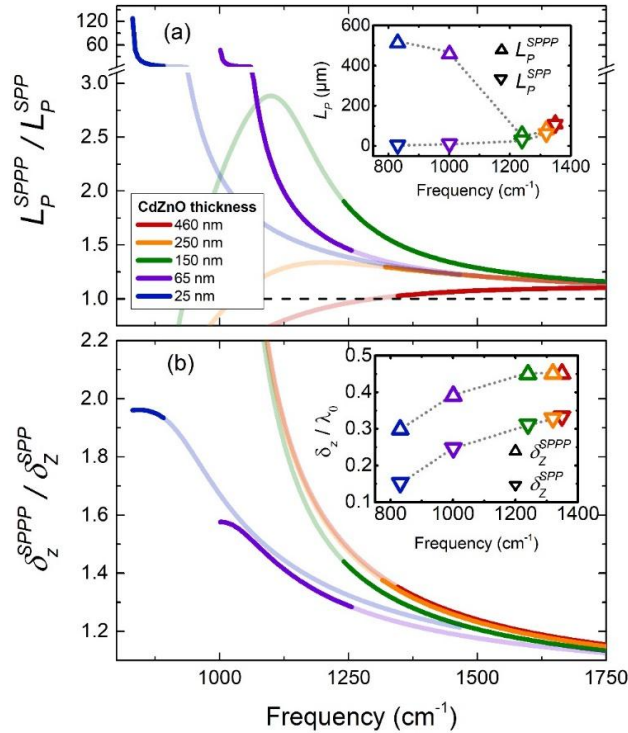 120
60
(a)
3.0
2.5
2.0
1.5
1.0
L_P^SPPP / L_P^SPP
CdZnO thickness
460 nm
250 nm
150 nm
65 nm
25 nm
600
400
200
0
L_P (μm)
L_P^SPPP
L_P^SPP
800 1000 1200 1400
Frequency (cm⁻¹)
(b)
2.2
2.0
1.8
1.6
1.4
1.2
δ_Z^SPPP / δ_Z^SPP
0.5
0.4
0.3
0.2
0.1
δ_Z / λ_0
δ_Z^SPPP
δ_Z^SPP
800 1000 1200 1400
Frequency (cm⁻¹)
1000 1250 1500 1750
Frequency (cm⁻¹)